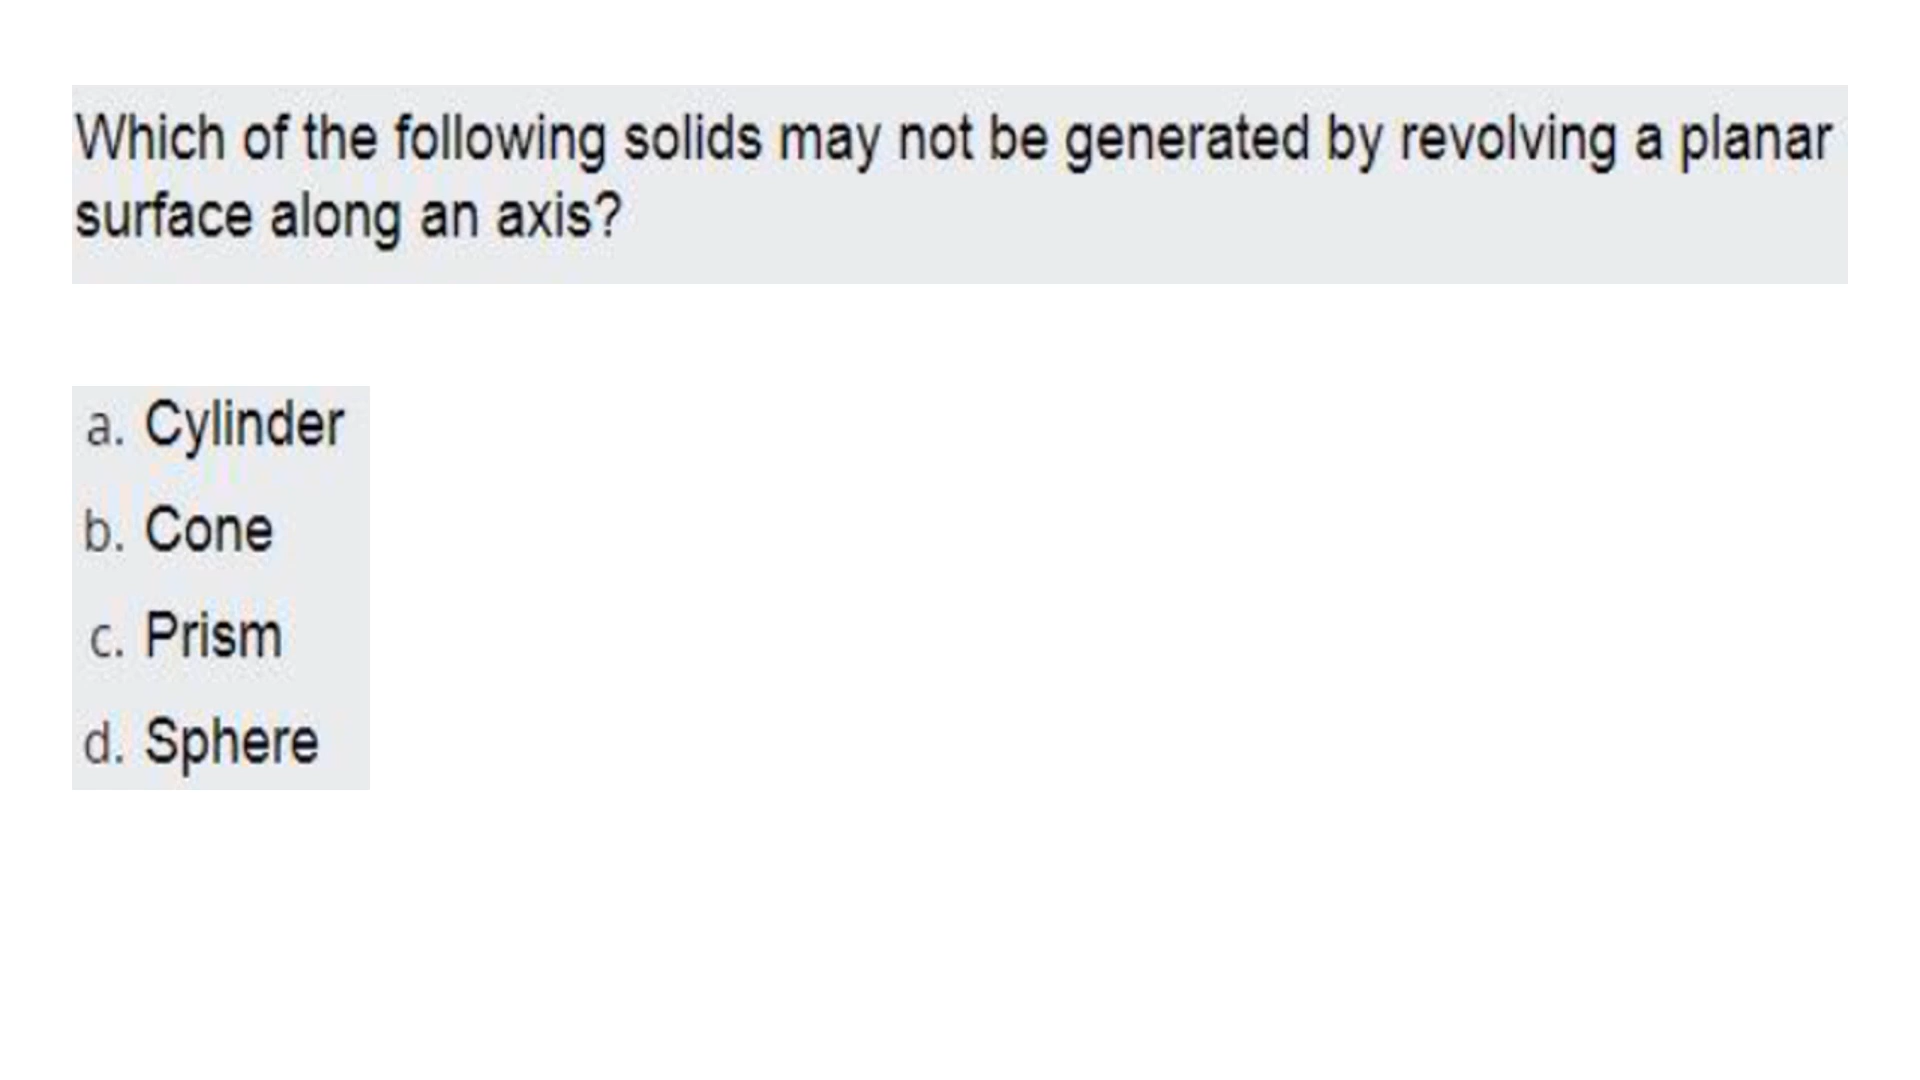 Which of the following solids may not be generated by revolving a planar
surface along an axis?
a. Cylinder
b. Cone
c. Prism
d. Sphere